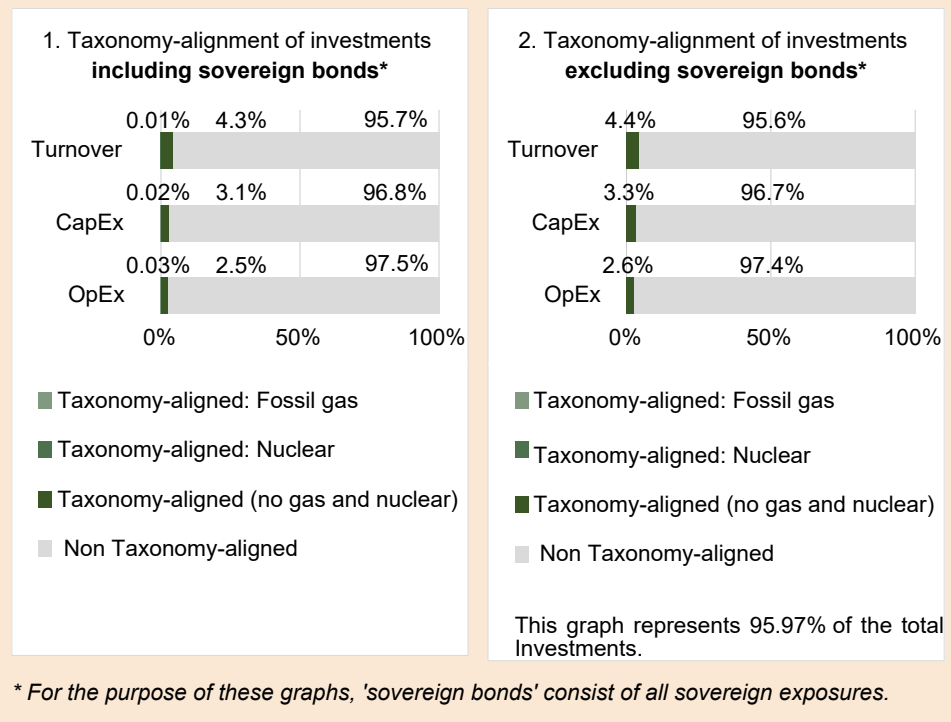 1. Taxonomy-alignment of investments
including sovereign bonds*
0.01% 4.3% 95.7%
Turnover
0.02% 3.1% 96.8%
CapEx
0.03% 2.5% 97.5%
OpEx
0% 50% 100%
Taxonomy-aligned: Fossil gas
Taxonomy-aligned: Nuclear
Taxonomy-aligned (no gas and nuclear)
Non Taxonomy-aligned
2. Taxonomy-alignment of investments
excluding sovereign bonds*
4.4% 95.6%
Turnover
3.3% 96.7%
CapEx
2.6% 97.4%
OpEx
0% 50% 100%
Taxonomy-aligned: Fossil gas
Taxonomy-aligned: Nuclear
Taxonomy-aligned (no gas and nuclear)
Non Taxonomy-aligned
This graph represents 95.97% of the total
Investments.
* For the purpose of these graphs, 'sovereign bonds' consist of all sovereign exposures.